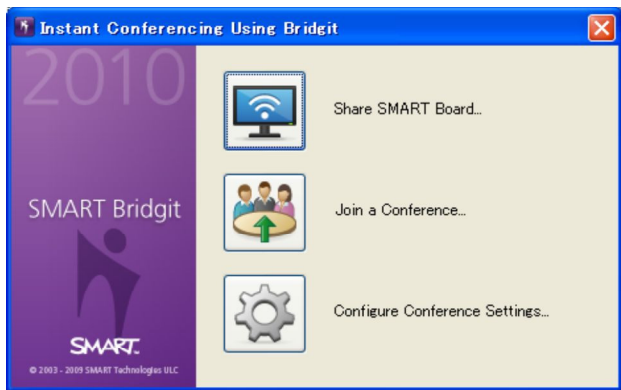 Instant Conferencing Using Bridgit
2010
SMART Bridgit
SMART™
© 2003 - 2009 SMART Technologies ULC
Share SMART Board...
Join a Conference...
Configure Conference Settings...